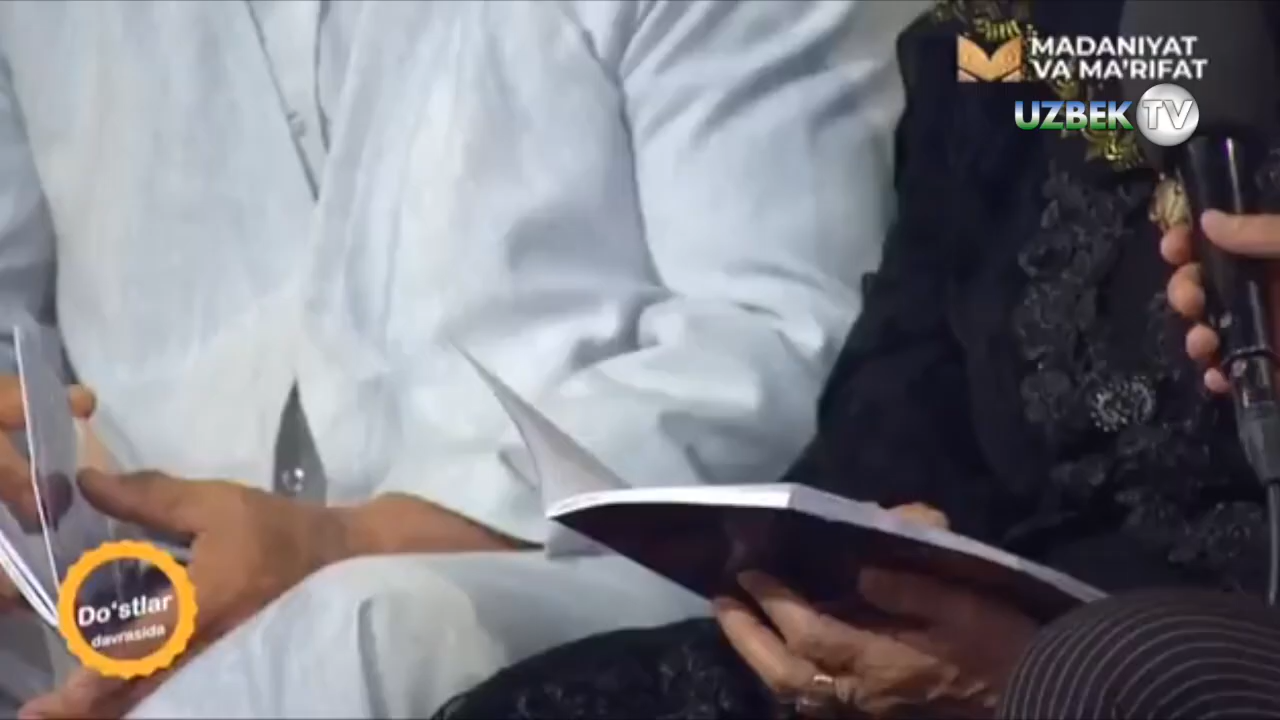 MADANIYAT
VA MA'RIFAT
UZBEK TV
Do'stlar
davrasida